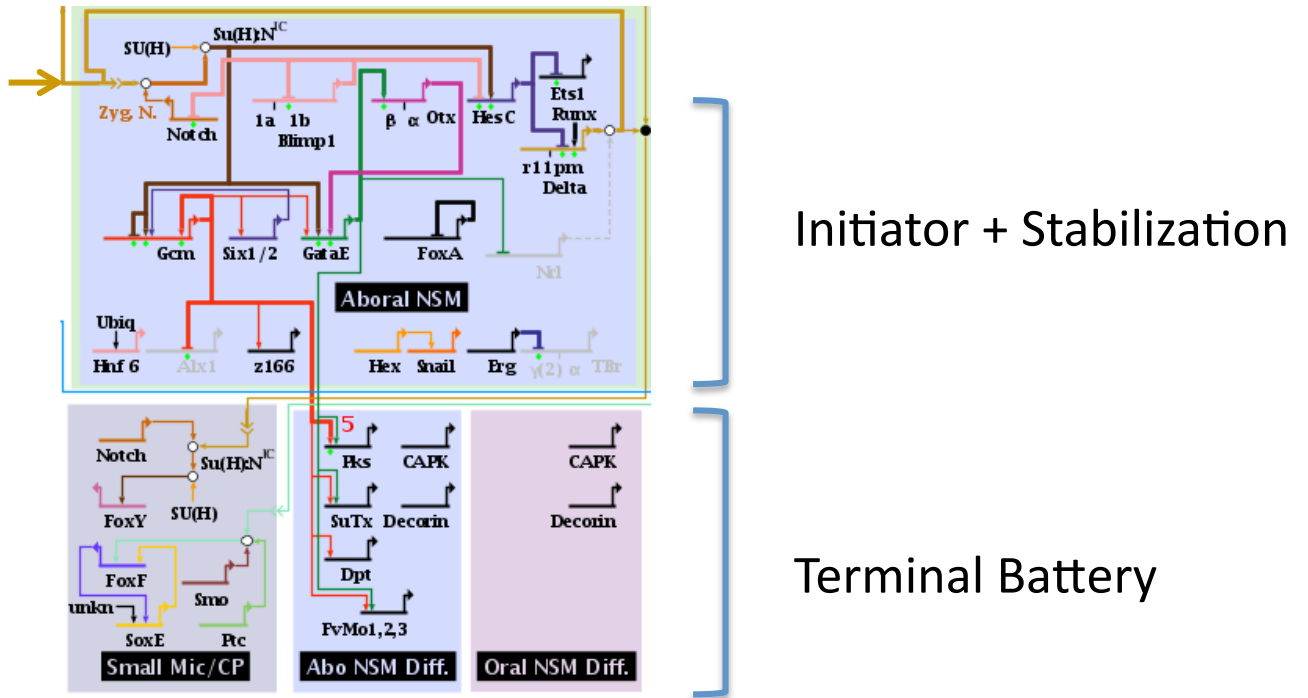 SU(H)
Su(H):N^IC
Zyg. N.
Notch
1a 1b
Blimp1
β α Otx
HesC
Ets1
Runx
r11pm
Delta
Gcm
Six1/2
GataE
FoxA
Nrl
Aboral NSM
Ubiq
Hnf 6
Alx1
z166
Hex
Snail
Erg
γ(2) α TBr
Initiator + Stabilization
Notch
Su(H):N^IC
FoxY
SU(H)
FoxF
Smo
unkn
SoxE
Ptc
Small Mic/CP
5
Pks
CAPK
SuTx
Decorin
Dpt
FvMo1,2,3
Abo NSM Diff.
CAPK
Decorin
Oral NSM Diff.
Terminal Battery